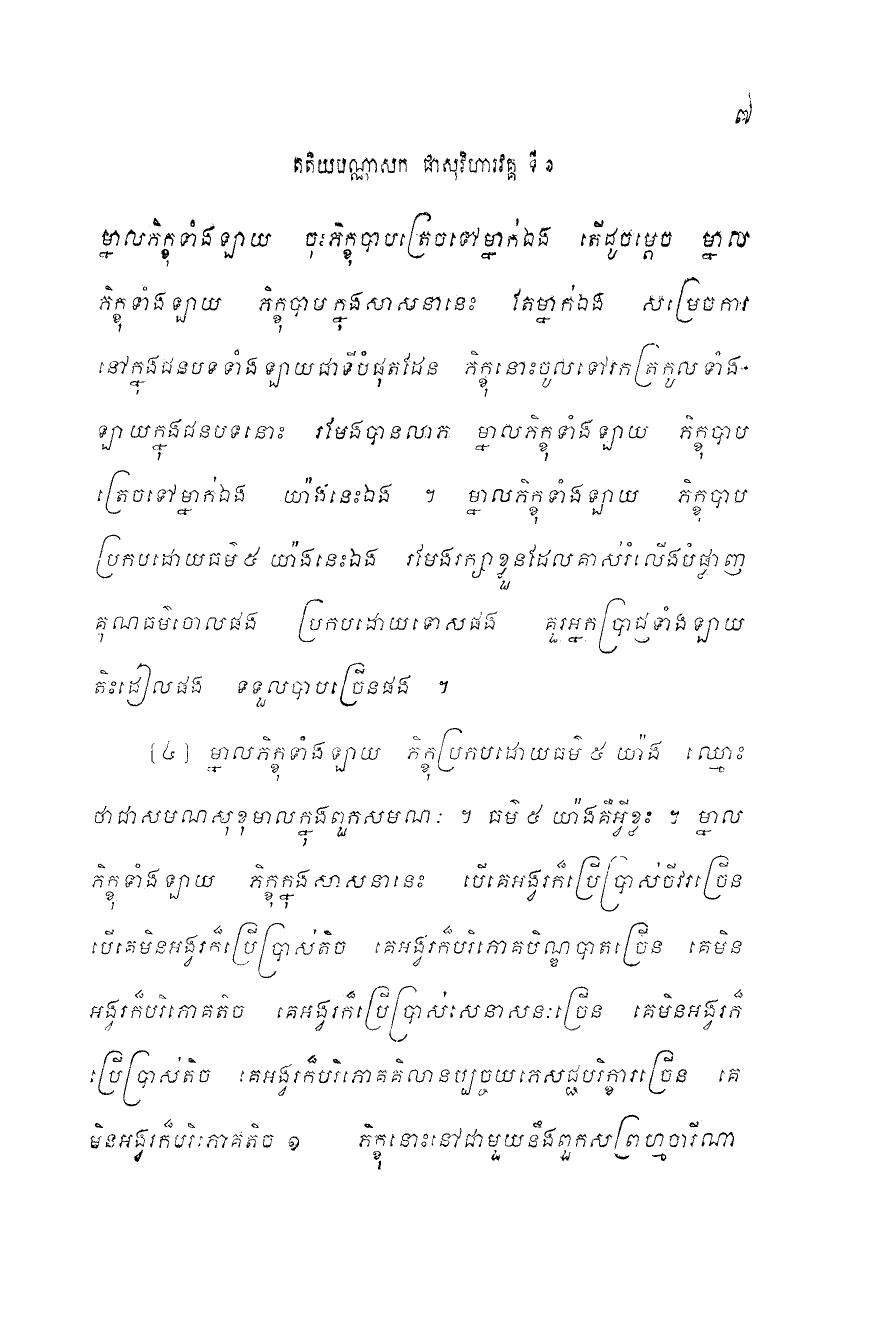 ៧
តតិយបណ្ណាសក ផាសុវិហារវគ្គ ទី ១
ម្នាលភិក្ខុទាំងឡាយ ចុះភិក្ខុបាបត្រេចទៅម្នាក់ឯង តើដូចម្តេច ម្នាល
ភិក្ខុទាំងឡាយ ភិក្ខុបាបក្នុងសាសនានេះ តែម្នាក់ឯង សម្រេចការ
នៅក្នុងជនបទទាំងឡាយជាទីបំផុតដែន ភិក្ខុនោះចូលទៅរកត្រកូលទាំង-
ឡាយក្នុងជនបទនោះ រមែងបានលាភ ម្នាលភិក្ខុទាំងឡាយ ភិក្ខុបាប
ត្រេចទៅម្នាក់ឯង យ៉ាងនេះឯង ។ ម្នាលភិក្ខុទាំងឡាយ ភិក្ខុបាប
ប្រកបដោយធម៌ ៥ យ៉ាងនេះឯង រមែងរក្សាខ្លួនដែលគាស់រំលើងបំផ្លាញ
គុណធម៌ចោលផង ប្រកបដោយទោសផង គួរអ្នកប្រាជ្ញទាំងឡាយ
តិះដៀលផង ទទួលបាបច្រើនផង ។
[៤] ម្នាលភិក្ខុទាំងឡាយ ភិក្ខុប្រកបដោយធម៌ ៥ យ៉ាង ឈ្មោះ
ថាជាសមណសុខុមាលក្នុងពួកសមណៈ ។ ធម៌ ៥ យ៉ាងគឺអ្វីខ្លះ ។ ម្នាល
ភិក្ខុទាំងឡាយ ភិក្ខុក្នុងសាសនានេះ បើគេអង្វរក៏ប្រើប្រាស់ចីវរច្រើន
បើគេមិនអង្វរក៏ប្រើប្រាស់តិច គេអង្វរក៏បរិភោគបិណ្ឌបាតច្រើន គេមិន
អង្វរក៏បរិភោគតិច គេអង្វរក៏ប្រើប្រាស់សេនាសនៈច្រើន គេមិនអង្វរក៏
ប្រើប្រាស់តិច គេអង្វរក៏បរិភោគគិលានប្បច្ចយភេសជ្ជបរិក្ខារច្រើន គេ
មិនអង្វរក៏បរិភោគតិច ១ ភិក្ខុនោះនៅជាមួយនឹងពួកសព្រហ្មចារីណា